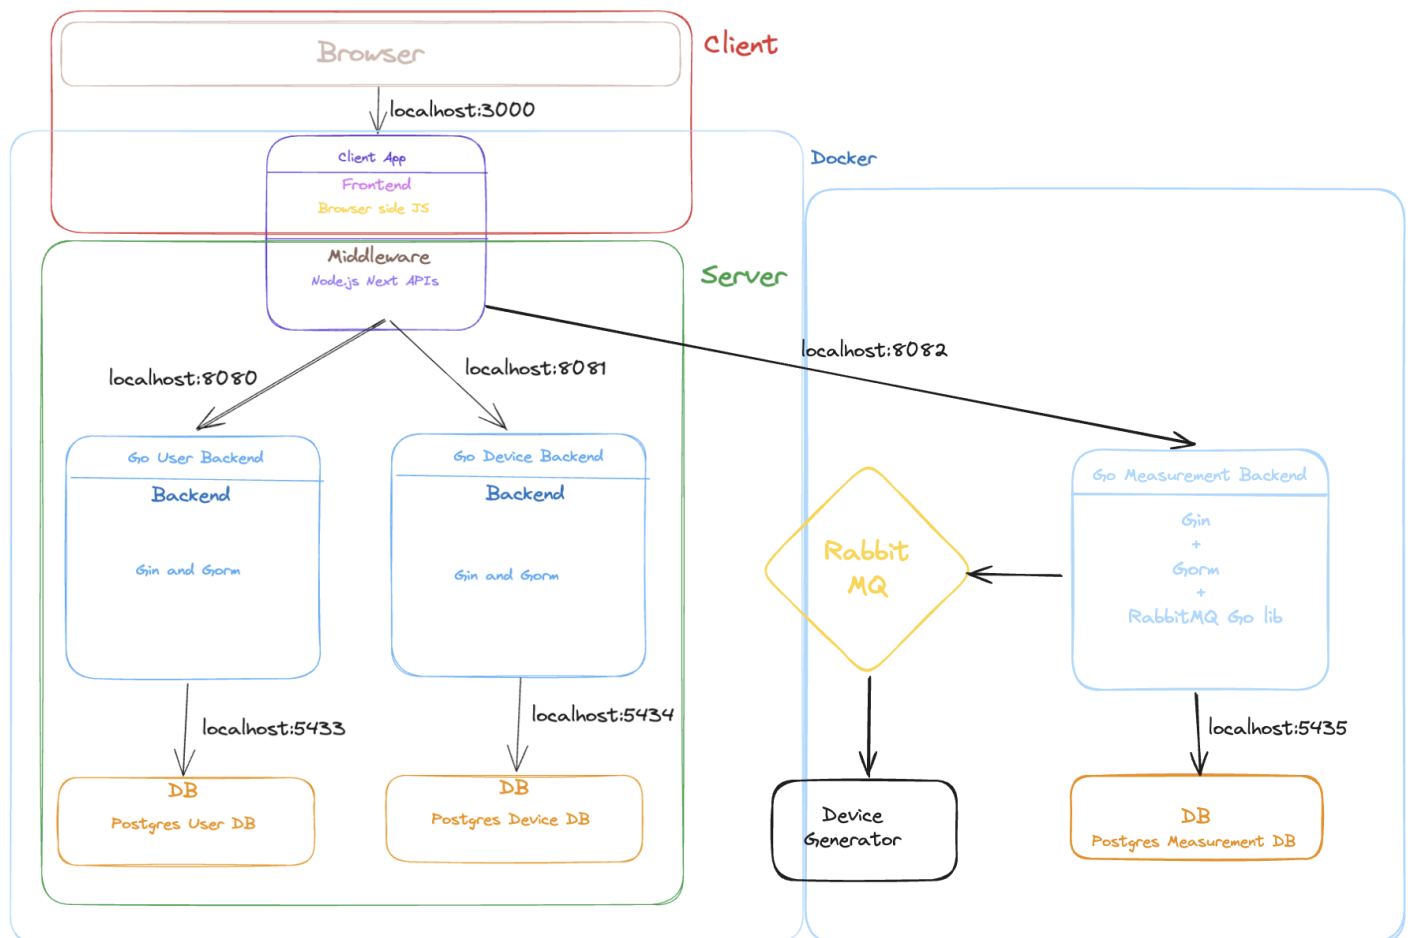 Browser
Client
localhost:3000
Docker
Client App
Frontend
Browser side JS
Middleware
Node.js Next APIs
Server
localhost:8082
localhost:8080
localhost:8081
Go User Backend
Backend
Gin and Gorm
Go Device Backend
Backend
Gin and Gorm
Go Measurement Backend
Gin
+
Gorm
+
RabbitMQ Go lib
Rabbit
MQ
localhost:5433
localhost:5434
localhost:5435
DB
Postgres User DB
DB
Postgres Device DB
Device
Generator
DB
Postgres Measurement DB